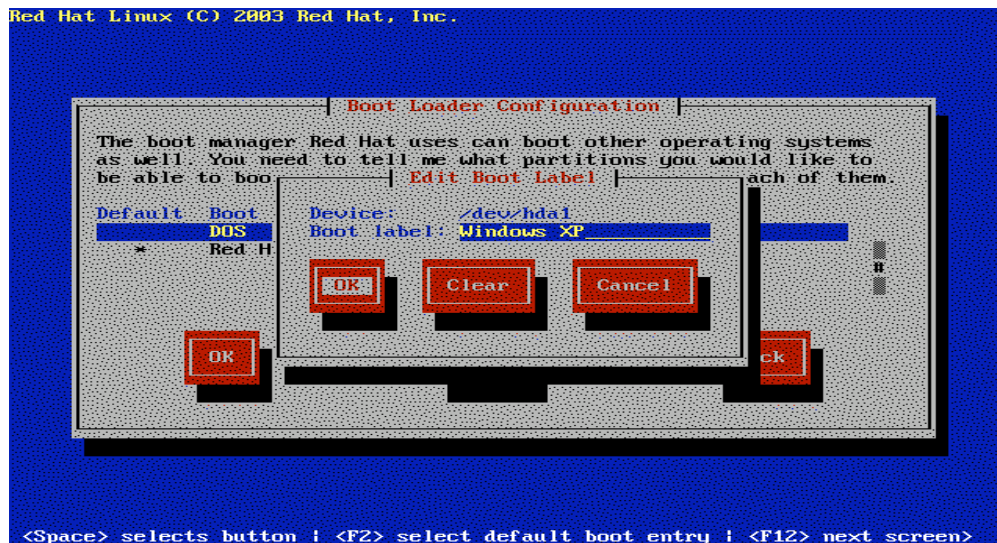 Red Hat Linux (C) 2003 Red Hat, Inc.
Boot Loader Configuration
The boot manager Red Hat uses can boot other operating systems
as well. You need to tell me what partitions you would like to
be able to boo ach of them.
Edit Boot Label
Default Boot
Device: /dev/hda1
DOS
Boot label: Windows XP
* Red H
#
OK Clear Cancel
OK ck
<Space> selects button | <F2> select default boot entry | <F12> next screen>